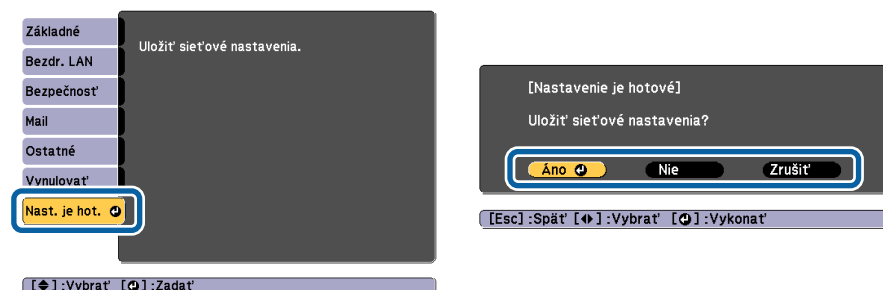 Základné
Bezdr. LAN
Bezpečnosť
Mail
Ostatné
Vynulovať
Nast. je hot.
Uložiť sieťové nastavenia.
[ ] :Vybrať [ ] :Zadať
[Nastavenie je hotové]
Uložiť sieťové nastavenia?
Áno Nie Zrušiť
[Esc] :Späť [ ] :Vybrať [ ] :Vykonať